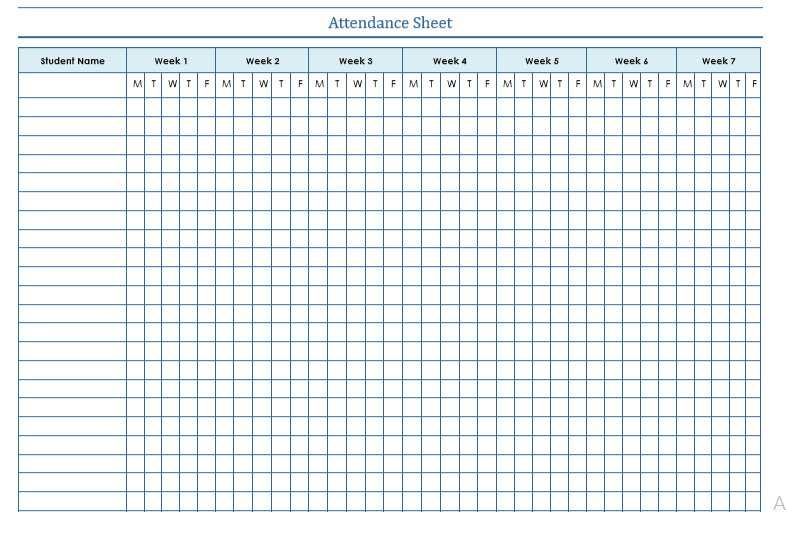 Attendance Sheet
Student Name Week 1 Week 2 Week 3 Week 4 Week 5 Week 6 Week 7
M T W T F M T W T F M T W T F M T W T F M T W T F M T W T F M T W T F
A